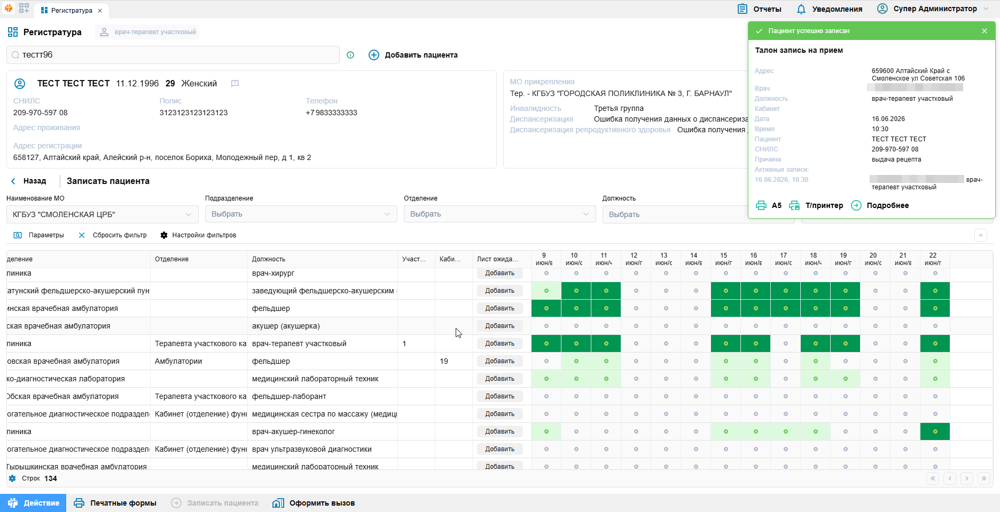 Регистратура
Отчеты
Уведомления
Супер Администратор
Регистратура
врач-терапевт участковый
тестт96
Добавить пациента
ТЕСТ ТЕСТ ТЕСТ 11.12.1996 29 Женский
СНИЛС Полис Телефон
209-970-597 08 3123123123123123 +7 9833333333
Адрес проживания
Адрес регистрации
658127, Алтайский край, Алейский р-н, поселок Бориха, Молодежный пер, д 1, кв 2
МО прикрепления
Тер. - КГБУЗ "ГОРОДСКАЯ ПОЛИКЛИНИКА № 3, Г. БАРНАУЛ"
Инвалидность Третья группа
Диспансеризация Ошибка получения данных о диспансериза
Диспансеризация репродуктивного здоровья Ошибка получения
Пациент успешно записан
Талон запись на прием
Адрес 659600 Алтайский Край с
Смоленское ул Советская 106
Врач
Должность врач-терапевт участковый
Кабинет
Дата 16.06.2026
Время 10:30
Пациент ТЕСТ ТЕСТ ТЕСТ
СНИЛС 209-970-597 08
Причина выдача рецепта
Активные записи:
16.06.2026, 10:30 врач-
терапевт участковый
А5 Т/принтер Подробнее
Назад Записать пациента
Наименование МО Подразделение Отделение Должность
КГБУЗ "СМОЛЕНСКАЯ ЦРБ" Выбрать Выбрать Выбрать
Параметры Сбросить фильтр Настройки фильтров
деление Отделение Должность Участ... Каби... Лист ожида... 9 10 11 12 13 14 15 16 17 18 19 20 21 22
июн/в июн/с июн/ч июн/п июн/с июн/в июн/п июн/в июн/с июн/ч июн/п июн/с июн/в июн/п
линика врач-хирург Добавить
атунский фельдшерско-акушерский пун заведующий фельдшерско-акушерским Добавить
инская врачебная амбулатория фельдшер Добавить
ская врачебная амбулатория акушер (акушерка) Добавить
линика Терапевта участкового ка врач-терапевт участковый 1 Добавить
овская врачебная амбулатория Амбулатории фельдшер 19 Добавить
ко-диагностическая лаборатория медицинский лабораторный техник Добавить
Обская врачебная амбулатория Терапевта участкового ка фельдшер-лаборант Добавить
огательное диагностическое подраздел Кабинет (отделение) фун медицинская сестра по массажу (медиц Добавить
линика врач-акушер-гинеколог Добавить
огательное диагностическое подраздел Кабинет (отделение) фун врач ультразвуковой диагностики Добавить
Тырышкинская врачебная амбулатория медицинский лабораторный техник Добавить
Строк 134
Действие Печатные формы Записать пациента Оформить вызов